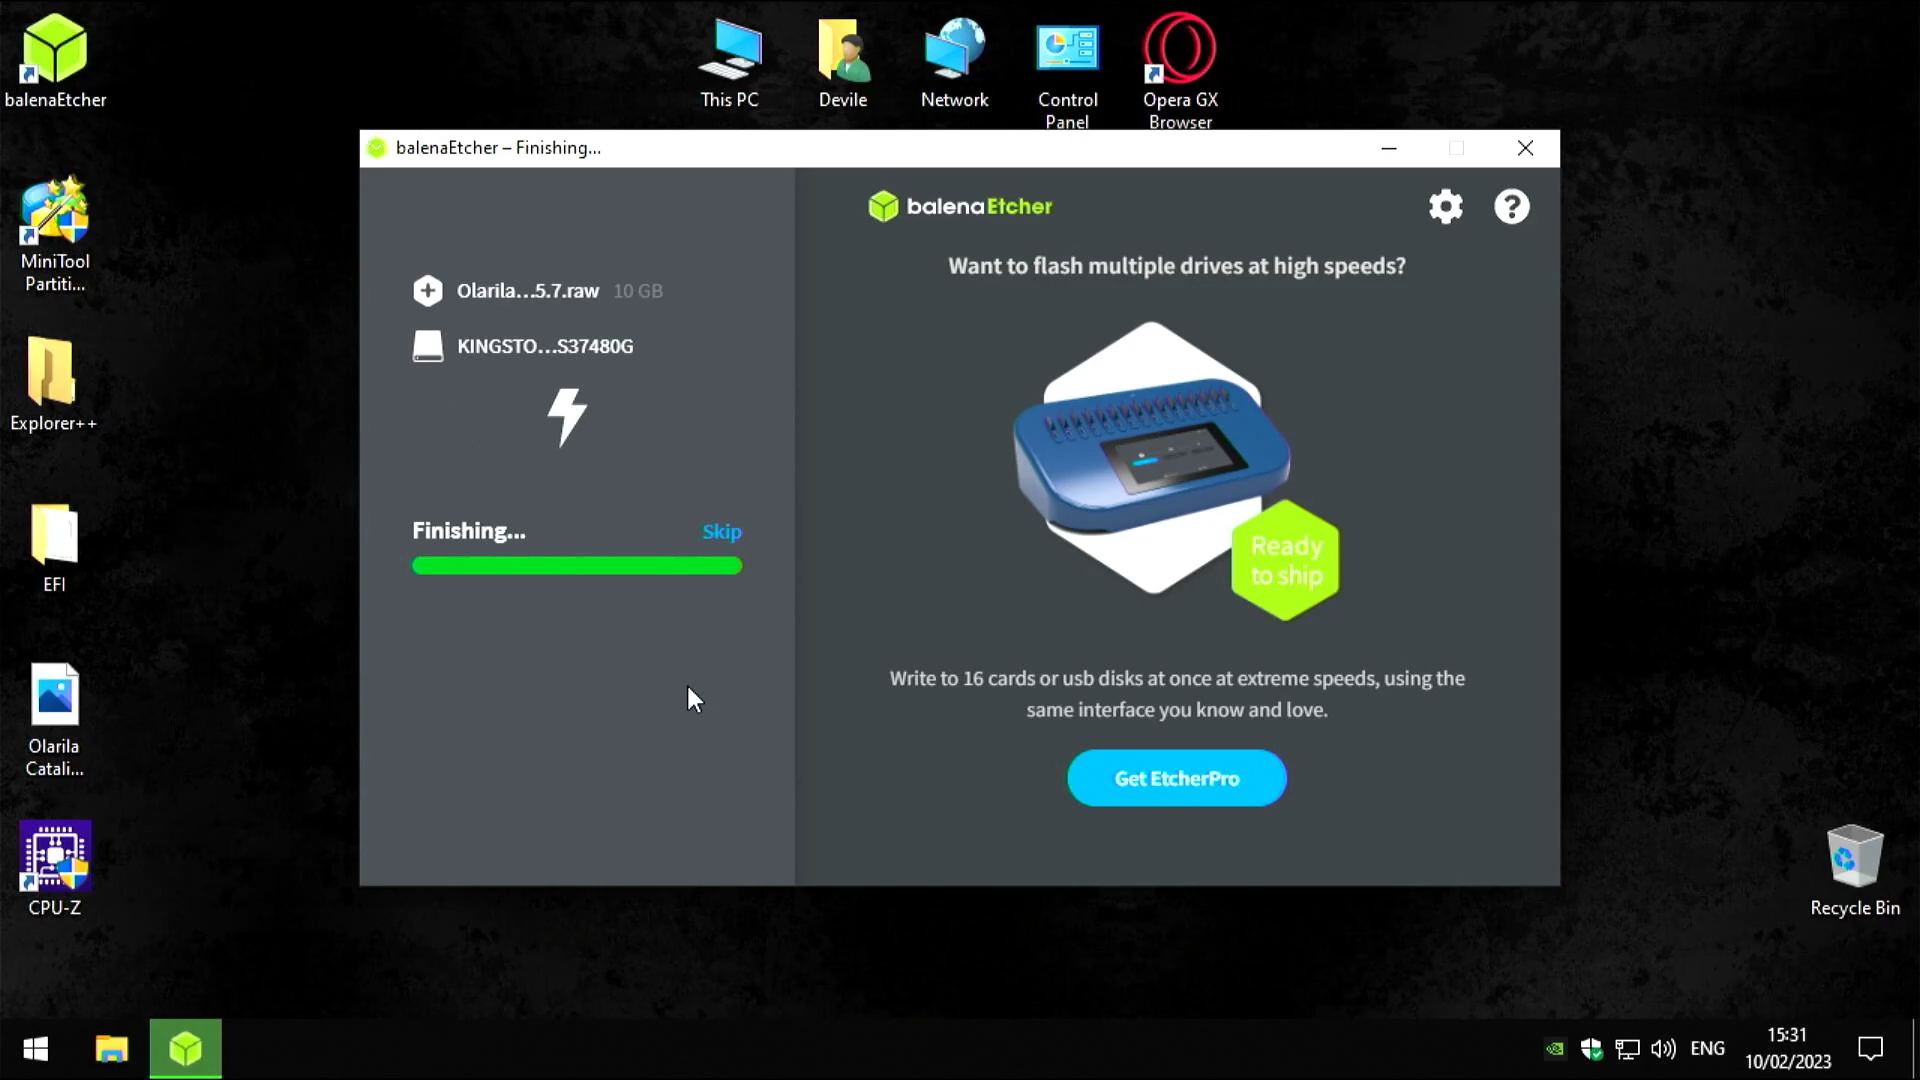 balenaEtcher
This PC
Devile
Network
Control
Panel
Opera GX
Browser
balenaEtcher – Finishing...
balenaEtcher
Want to flash multiple drives at high speeds?
MiniTool
Partiti...
Olarila...5.7.raw 10 GB
KINGSTO...S37480G
Explorer++
Finishing... Skip
Ready
to ship
EFI
Write to 16 cards or usb disks at once at extreme speeds, using the
same interface you know and love.
Get EtcherPro
Olarila
Catali...
CPU-Z
Recycle Bin
ENG
15:31
10/02/2023